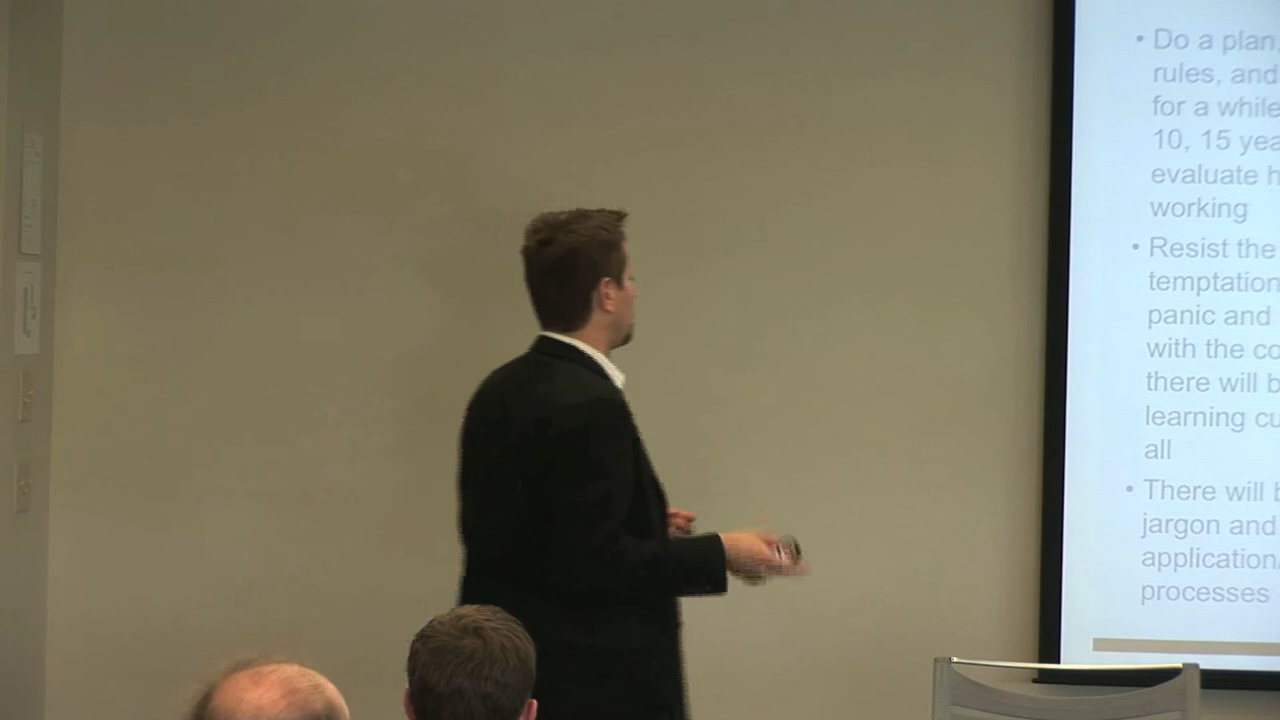 • Do a plan,
rules, and
for a while
10, 15 yea
evaluate h
working
• Resist the
temptation
panic and
with the co
there will b
learning cu
all
• There will b
jargon and
application/
processes